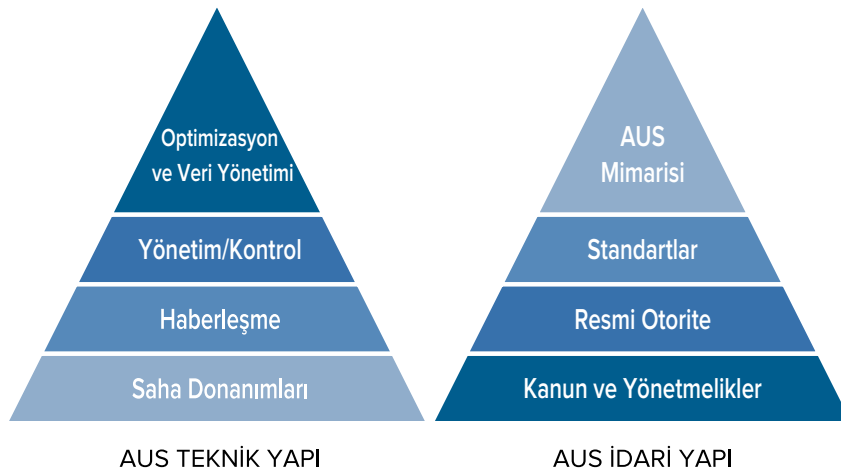 Optimizasyon
ve Veri Yönetimi
Yönetim/Kontrol
Haberleşme
Saha Donanımları
AUS TEKNİK YAPI
AUS
Mimarisi
Standartlar
Resmi Otorite
Kanun ve Yönetmelikler
AUS İDARİ YAPI